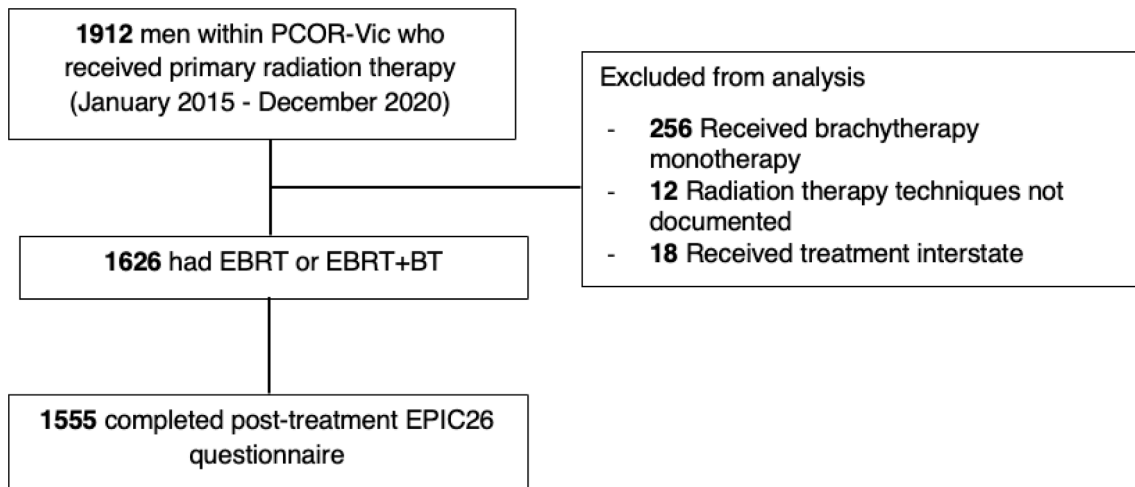 1912 men within PCOR-Vic who
received primary radiation therapy
(January 2015 - December 2020)
Excluded from analysis
- 256 Received brachytherapy
monotherapy
- 12 Radiation therapy techniques not
documented
- 18 Received treatment interstate
1626 had EBRT or EBRT+BT
1555 completed post-treatment EPIC26
questionnaire